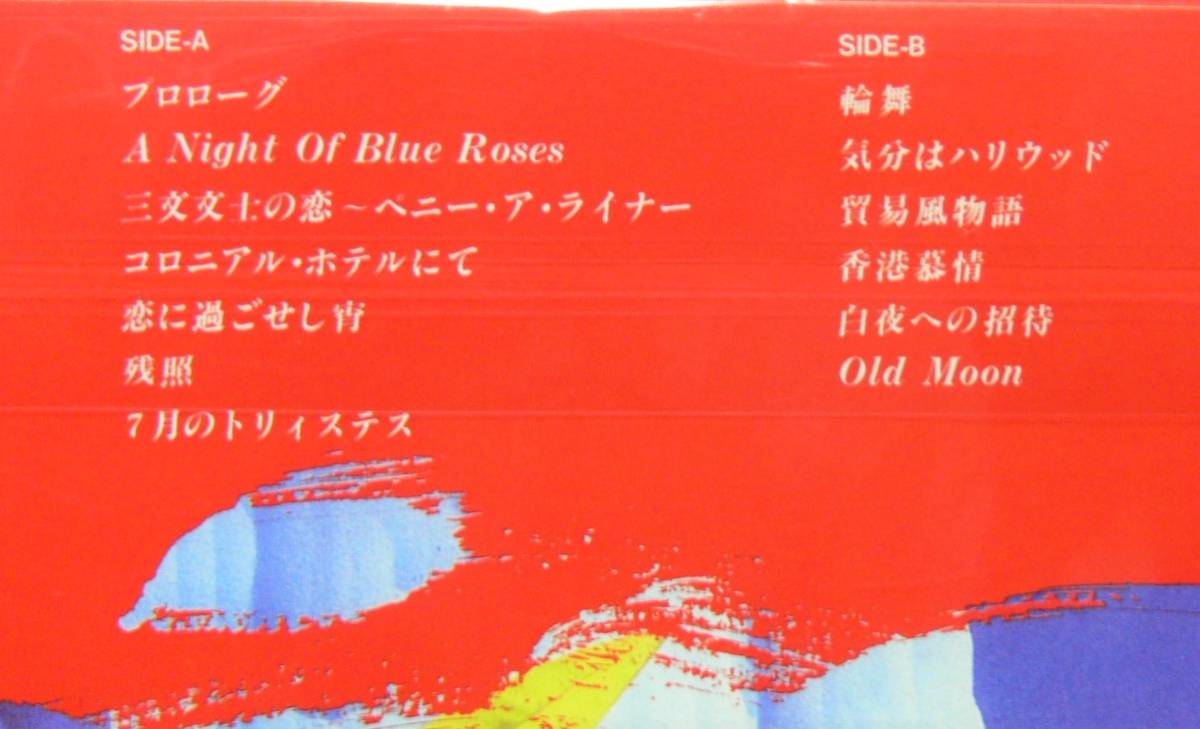 SIDE-A
プロローグ
A Night Of Blue Roses
三文文士の恋~ペニー・ア・ライナー
コロニアル・ホテルにて
恋に過ごせし宵
残照
7月のトリィステス
SIDE-B
輪舞
気分はハリウッド
貿易風物語
香港慕情
白夜への招待
Old Moon